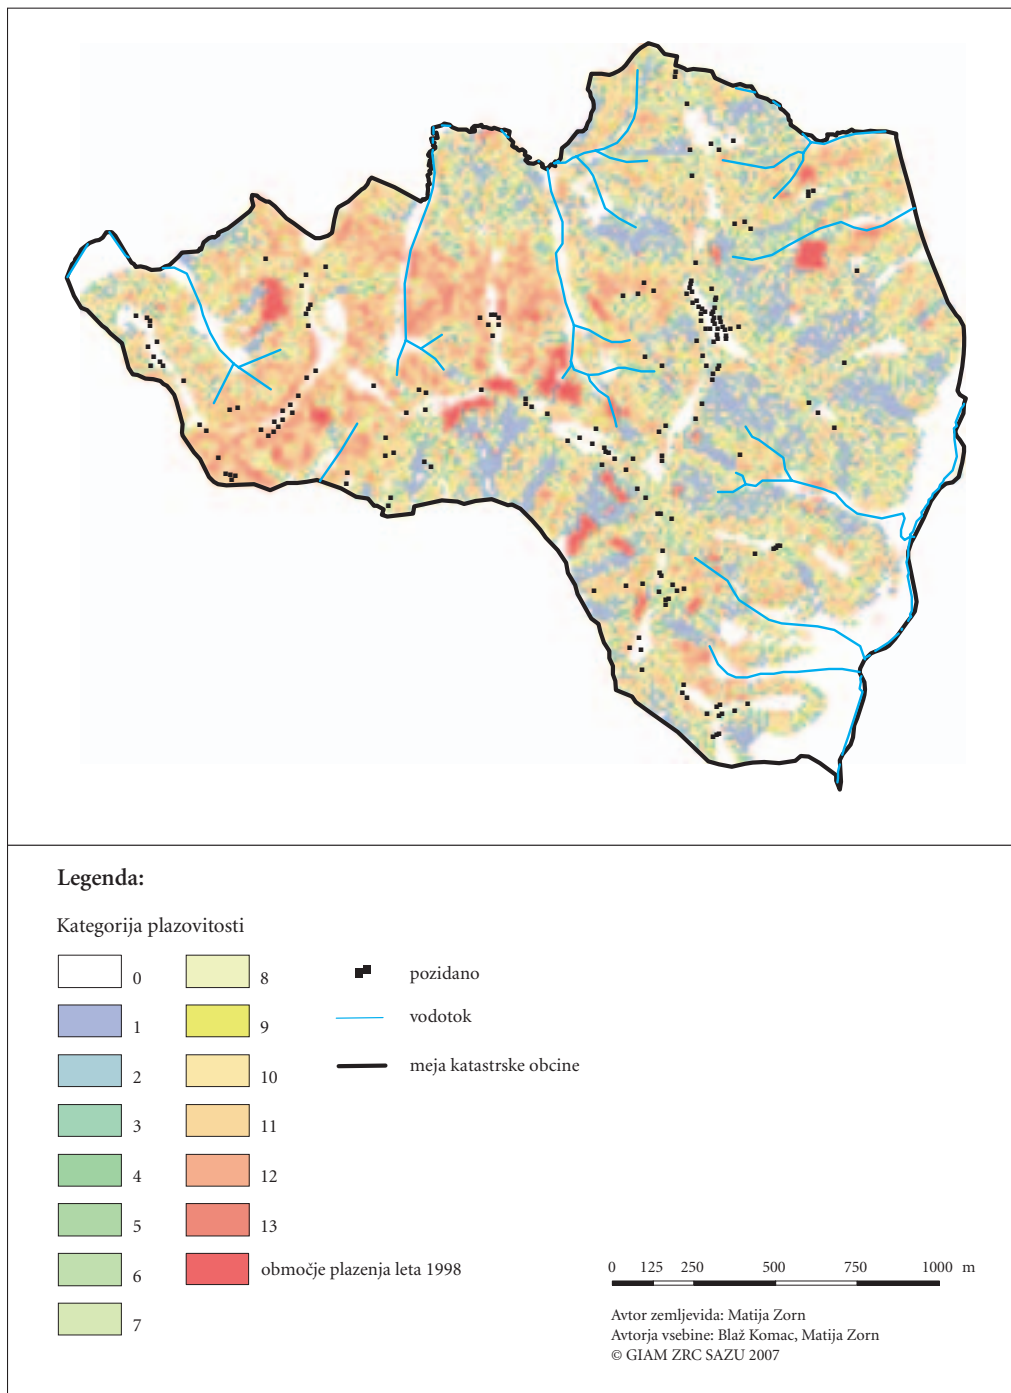 Legenda:
Kategorija plazovitosti
0
1
2
3
4
5
6
7
8
9
10
11
12
13
območje plazenja leta 1998
pozidano
vodotok
meja katastrske obcine
0 125 250 500 750 1000 m
Avtor zemljevida: Matija Zorn
Avtorja vsebine: Blaž Komac, Matija Zorn
© GIAM ZRC SAZU 2007